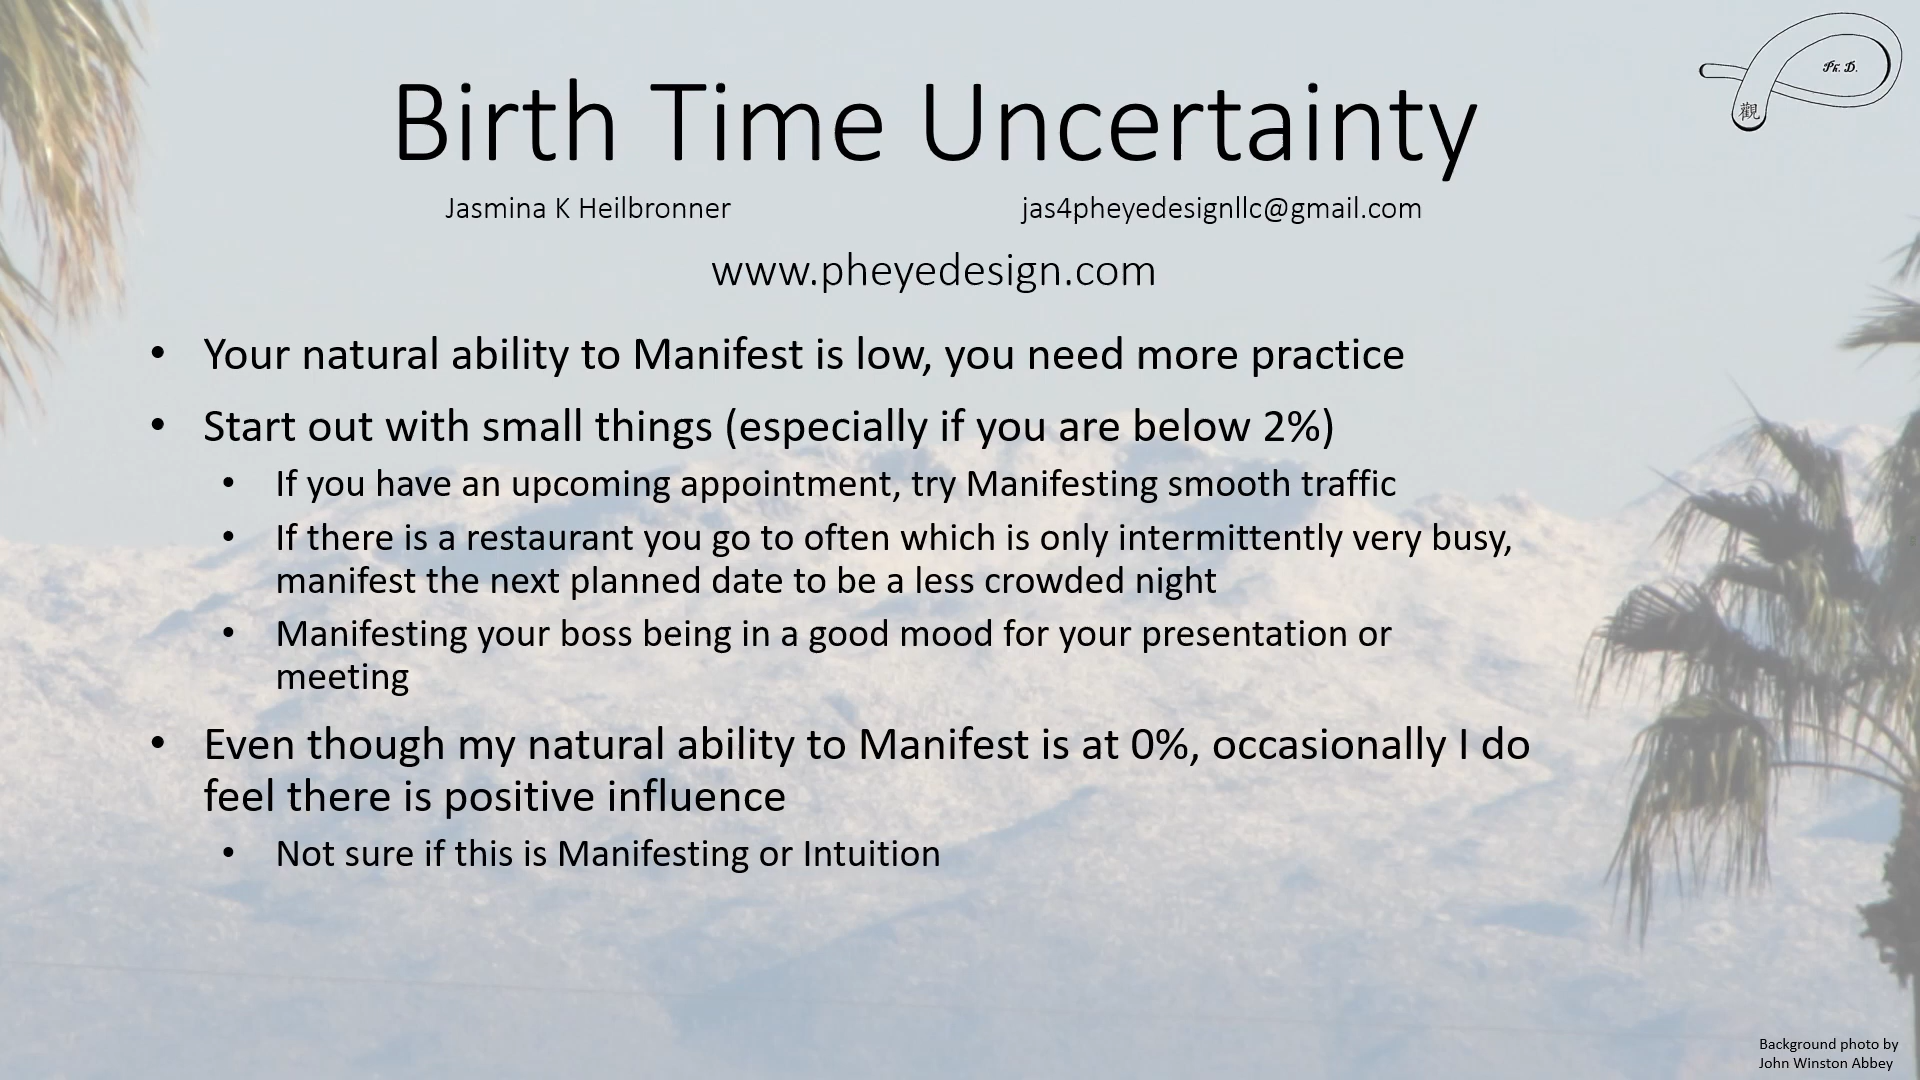 Ph. D.
觀
Birth Time Uncertainty
Jasmina K Heilbronner
jas4pheyedesignllc@gmail.com
www.pheyedesign.com
• Your natural ability to Manifest is low, you need more practice
• Start out with small things (especially if you are below 2%)
• If you have an upcoming appointment, try Manifesting smooth traffic
• If there is a restaurant you go to often which is only intermittently very busy,
manifest the next planned date to be a less crowded night
• Manifesting your boss being in a good mood for your presentation or
meeting
• Even though my natural ability to Manifest is at 0%, occasionally I do
feel there is positive influence
• Not sure if this is Manifesting or Intuition
Background photo by
John Winston Abbey